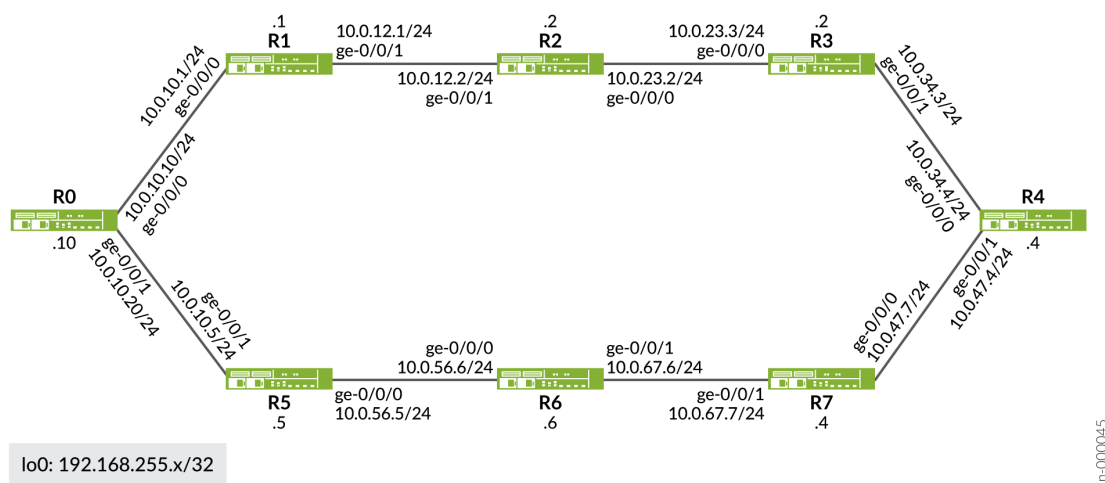 .1
R1
10.0.12.1/24
ge-0/0/1
.2
R2
10.0.12.2/24
ge-0/0/1
10.0.23.3/24
ge-0/0/0
10.0.23.2/24
ge-0/0/0
.2
R3
10.0.10.1/24
ge-0/0/0
10.0.10.10/24
ge-0/0/0
10.0.34.3/24
ge-0/0/1
10.0.34.4/24
ge-0/0/0
R0
.10
R4
.4
ge-0/0/1
10.0.10.20/24
ge-0/0/1
10.0.10.5/24
ge-0/0/1
10.0.47.4/24
ge-0/0/0
10.0.47.7/24
ge-0/0/0
10.0.56.6/24
ge-0/0/1
10.0.67.6/24
R5
.5
ge-0/0/0
10.0.56.5/24
R6
.6
ge-0/0/1
10.0.67.7/24
R7
.4
lo0: 192.168.255.x/32
n-000045